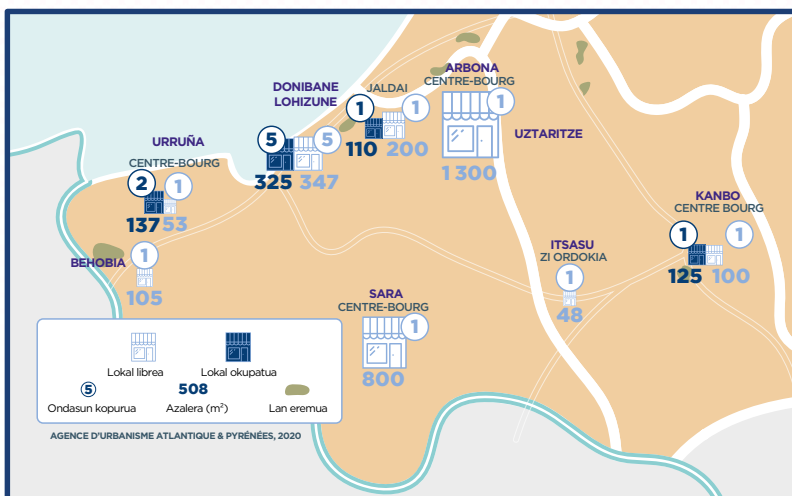 ARBONA
CENTRE-BOURG
1
1 300
UZTARITZE
JALDAI
1
1
110 200
DONIBANE
LOHIZUNE
5
5
325 347
URRUÑA
CENTRE-BOURG
2
1
137 53
BEHOBIA
1
105
KANBO
CENTRE BOURG
1
1
125 100
ITSASU
ZI ORDOKIA
1
48
SARA
CENTRE-BOURG
1
800
Lokal librea
Lokal okupatua
5
508
Ondasun kopurua
Azalera (m²)
Lan eremua
AGENCE D'URBANISME ATLANTIQUE & PYRÉNÉES, 2020